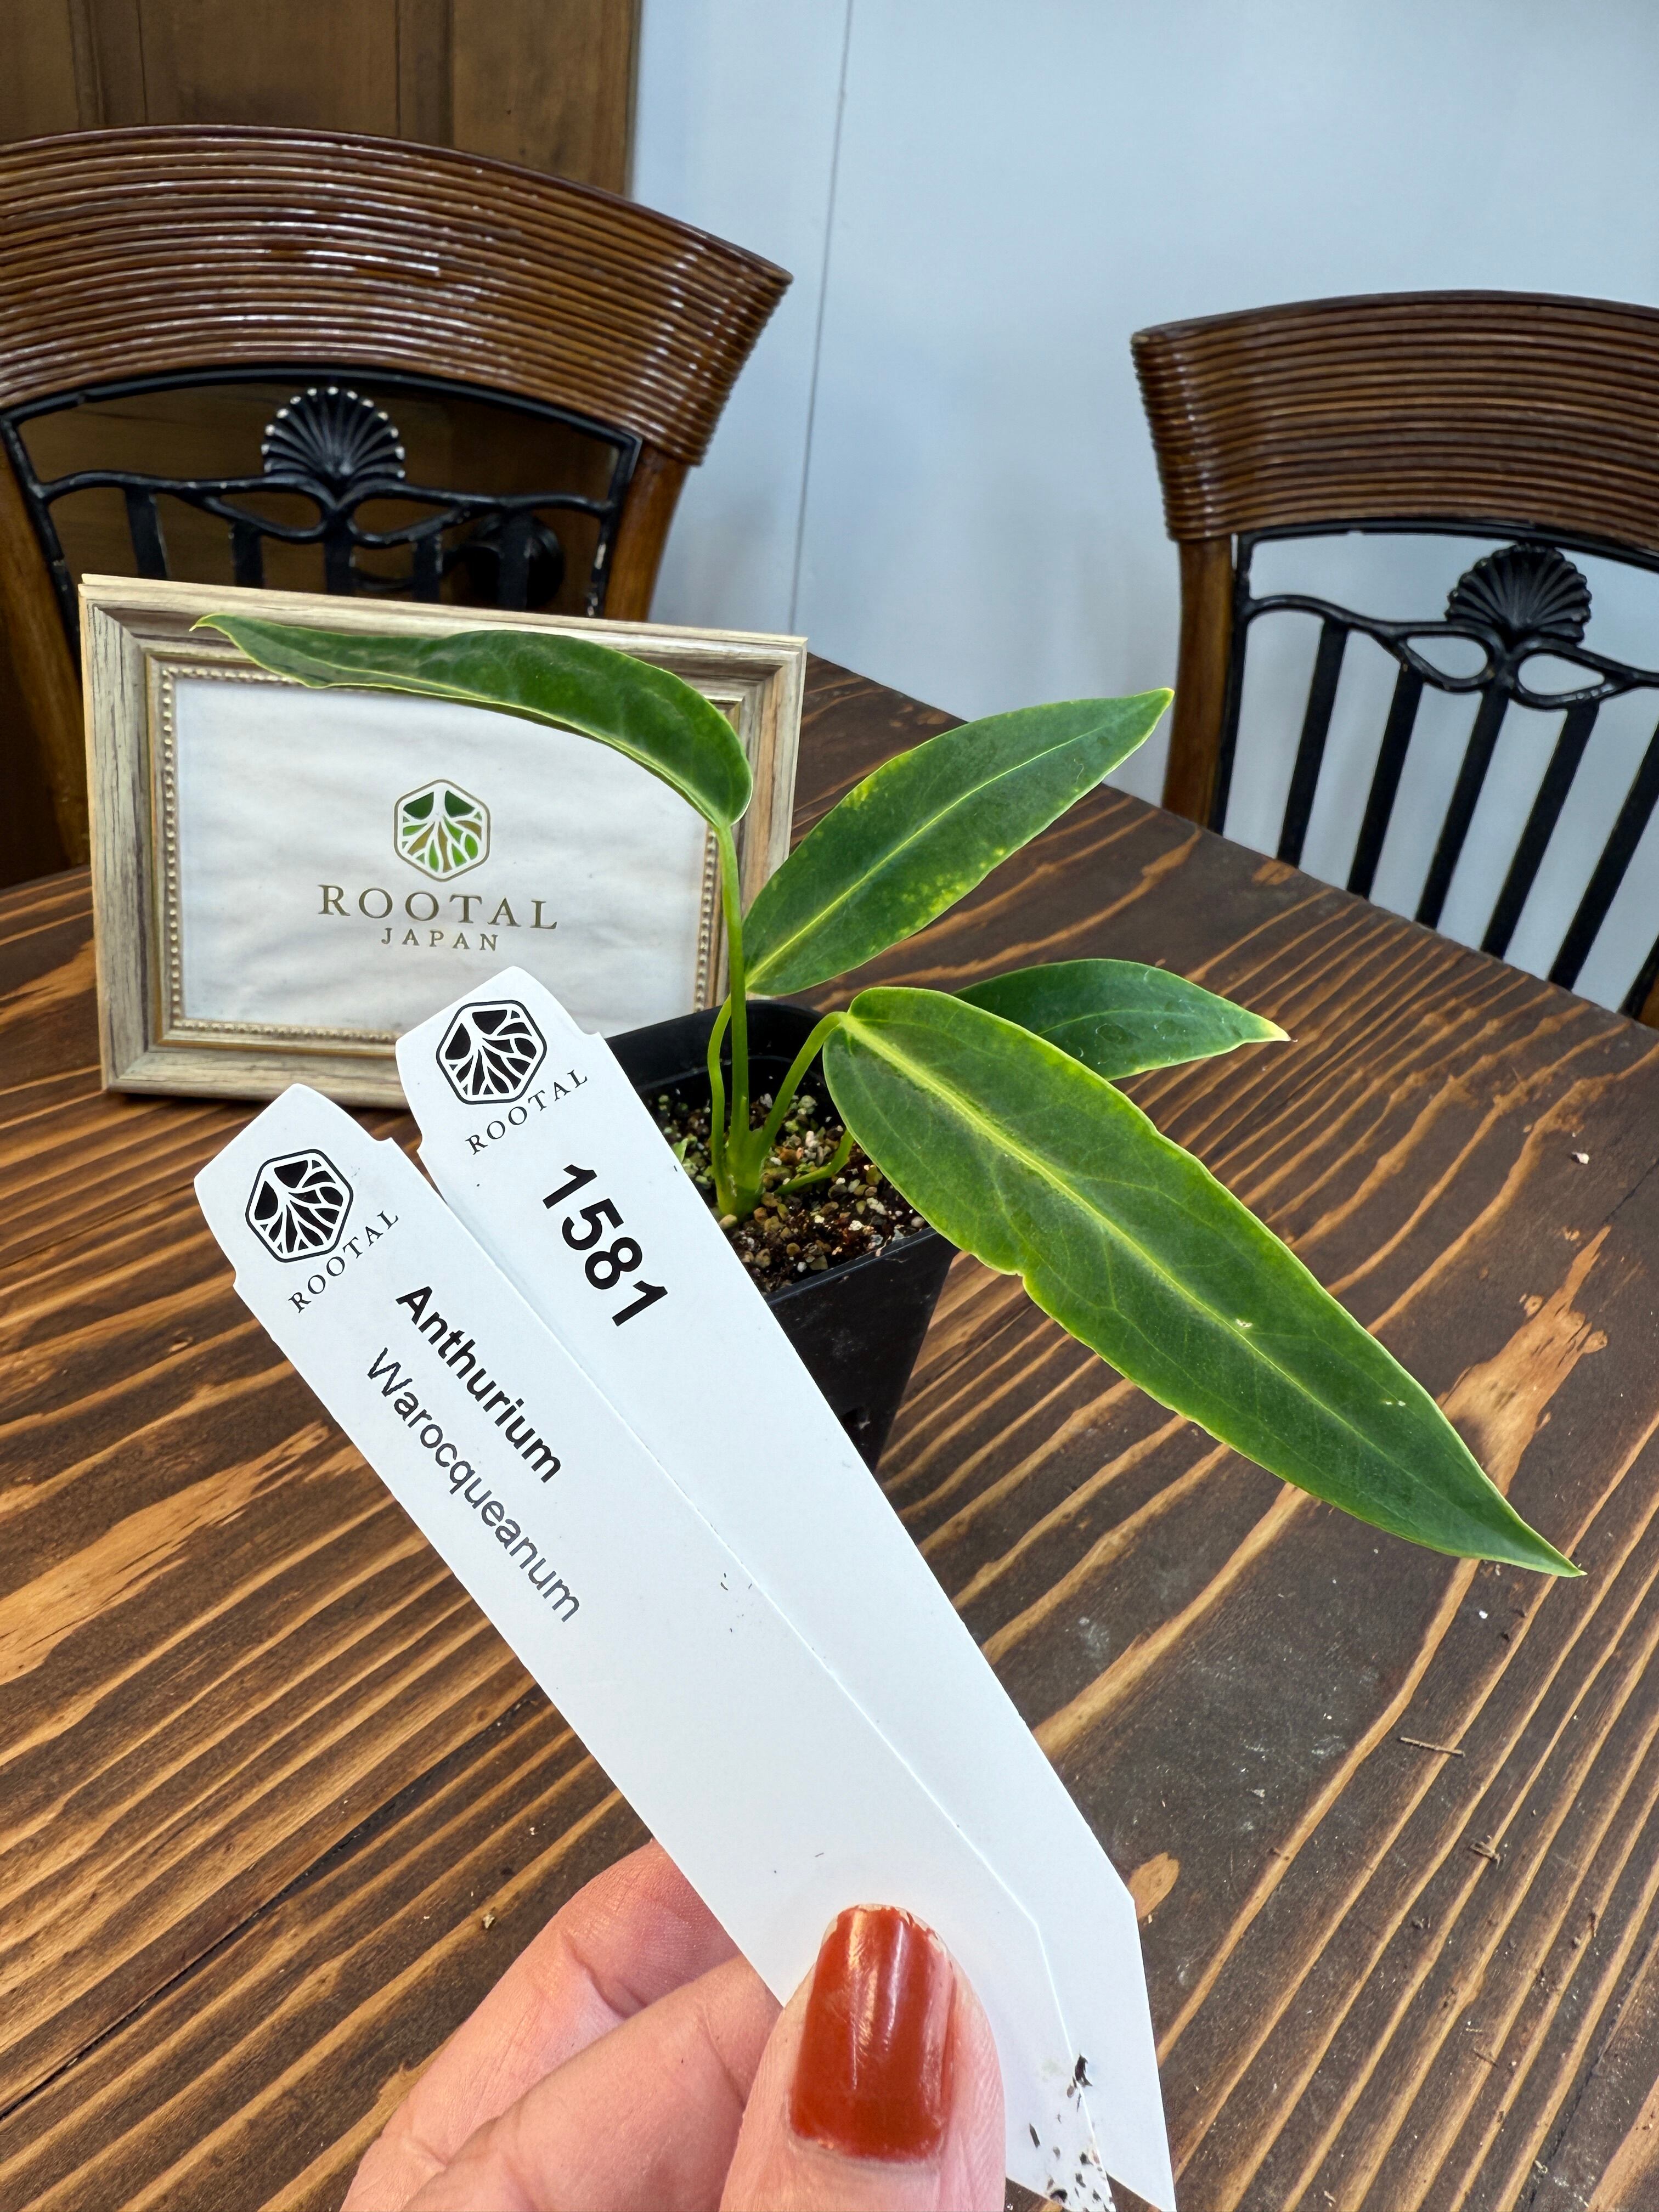 ROOTAL
JAPAN
ROOTAL
1581
ROOTAL
Anthurium
Warocqueanum